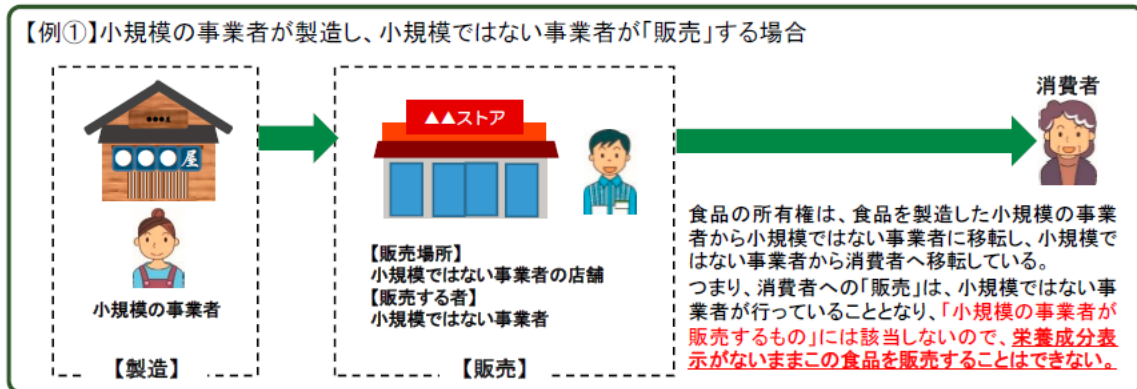 【例①】小規模の事業者が製造し、小規模ではない事業者が「販売」する場合
●●●屋
小規模の事業者
【製造】
▲▲ストア
【販売場所】
小規模ではない事業者の店舗
【販売する者】
小規模ではない事業者
【販売】
消費者
食品の所有権は、食品を製造した小規模の事業
者から小規模ではない事業者に移転し、小規模で
はない事業者から消費者へ移転している。
つまり、消費者への「販売」は、小規模ではない事
業者が行っていることとなり、「小規模の事業者が
販売するもの」には該当しないので、栄養成分表
示がないままこの食品を販売することはできない。